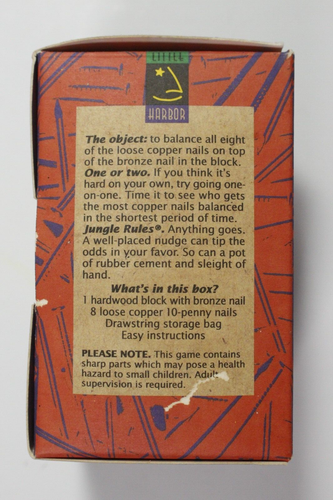 LITTLE
HARBOR
The object: to balance all eight
of the loose copper nails on top
of the bronze nail in the block.
One or two. If you think it's
hard on your own, try going one-
on-one. Time it to see who gets
the most copper nails balanced
in the shortest period of time.
Jungle Rules®. Anything goes.
A well-placed nudge can tip the
odds in your favor. So can a pot
of rubber cement and sleight of
hand.
What's in this box?
1 hardwood block with bronze nail
8 loose copper 10-penny nails
Drawstring storage bag
Easy instructions
PLEASE NOTE. This game contains
sharp parts which may pose a health
hazard to small children. Adult
supervision is required.